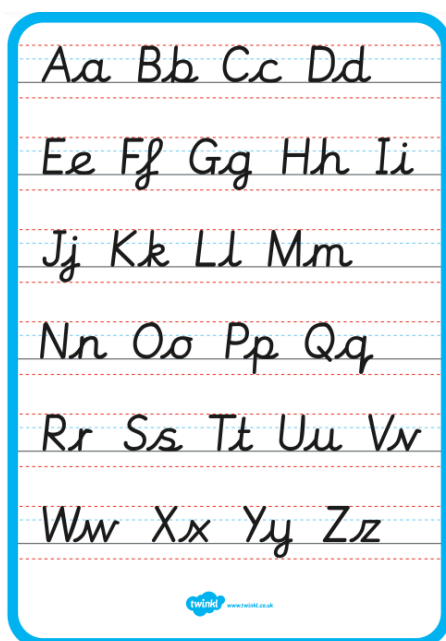 Aa Bb Cc Dd
Ee Ff Gg Hh Ii
Jj Kk Ll Mm
Nn Oo Pp Qq
Rr Ss Tt Uu Vv
Ww Xx Yy Zz
twinkl www.twinkl.co.uk